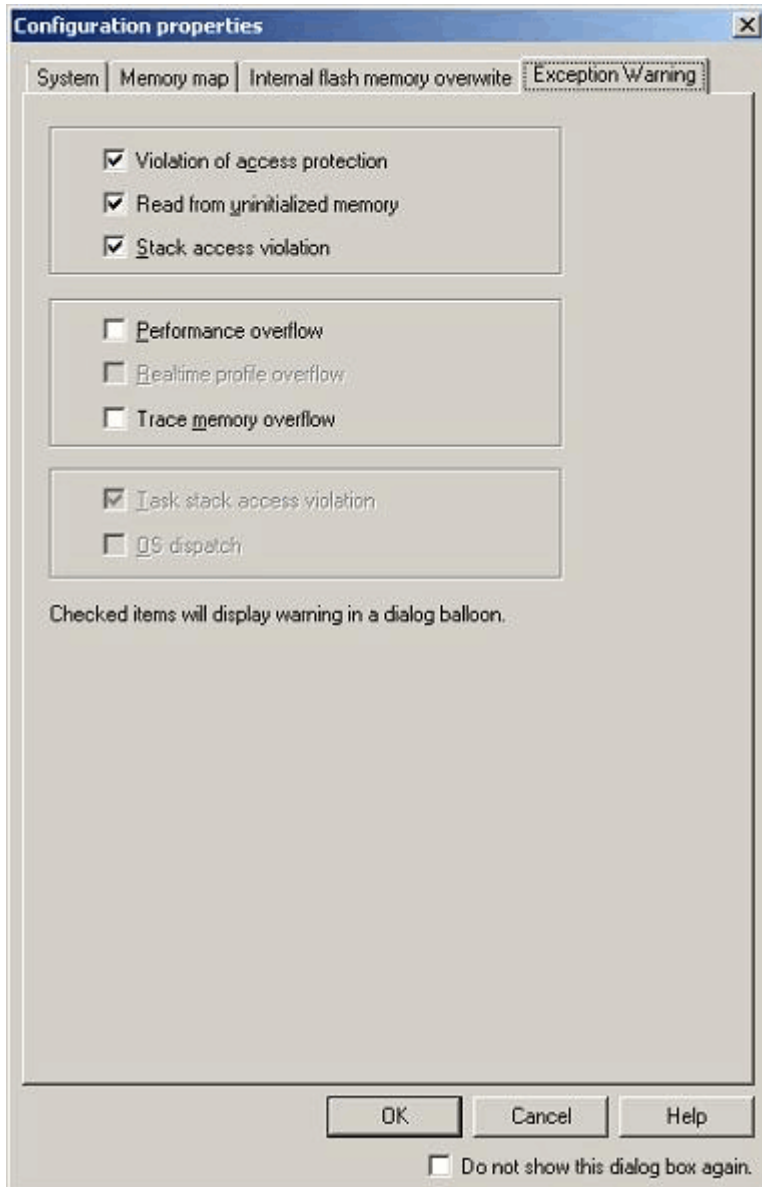 Configuration properties
System Memory map Internal flash memory overwrite Exception Warning
Violation of access protection
Read from uninitialized memory
Stack access violation
Performance overflow
Realtime profile overflow
Trace memory overflow
Task stack access violation
OS dispatch
Checked items will display warning in a dialog balloon.
OK Cancel Help
Do not show this dialog box again.